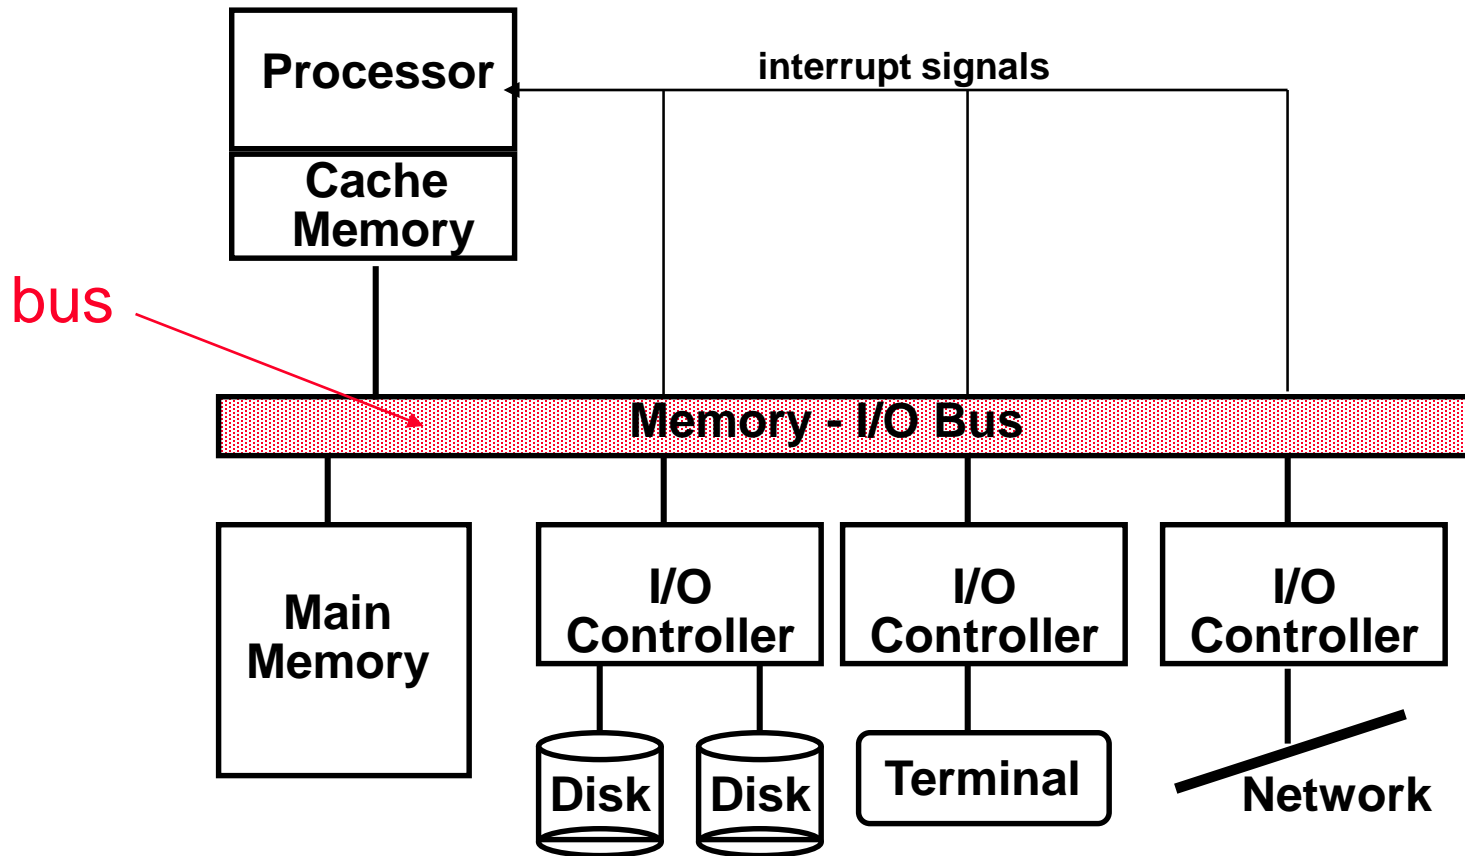 Processor
interrupt signals
Cache
Memory
bus
Memory - I/O Bus
Main
Memory
I/O
Controller
I/O
Controller
I/O
Controller
Disk
Disk
Terminal
Network